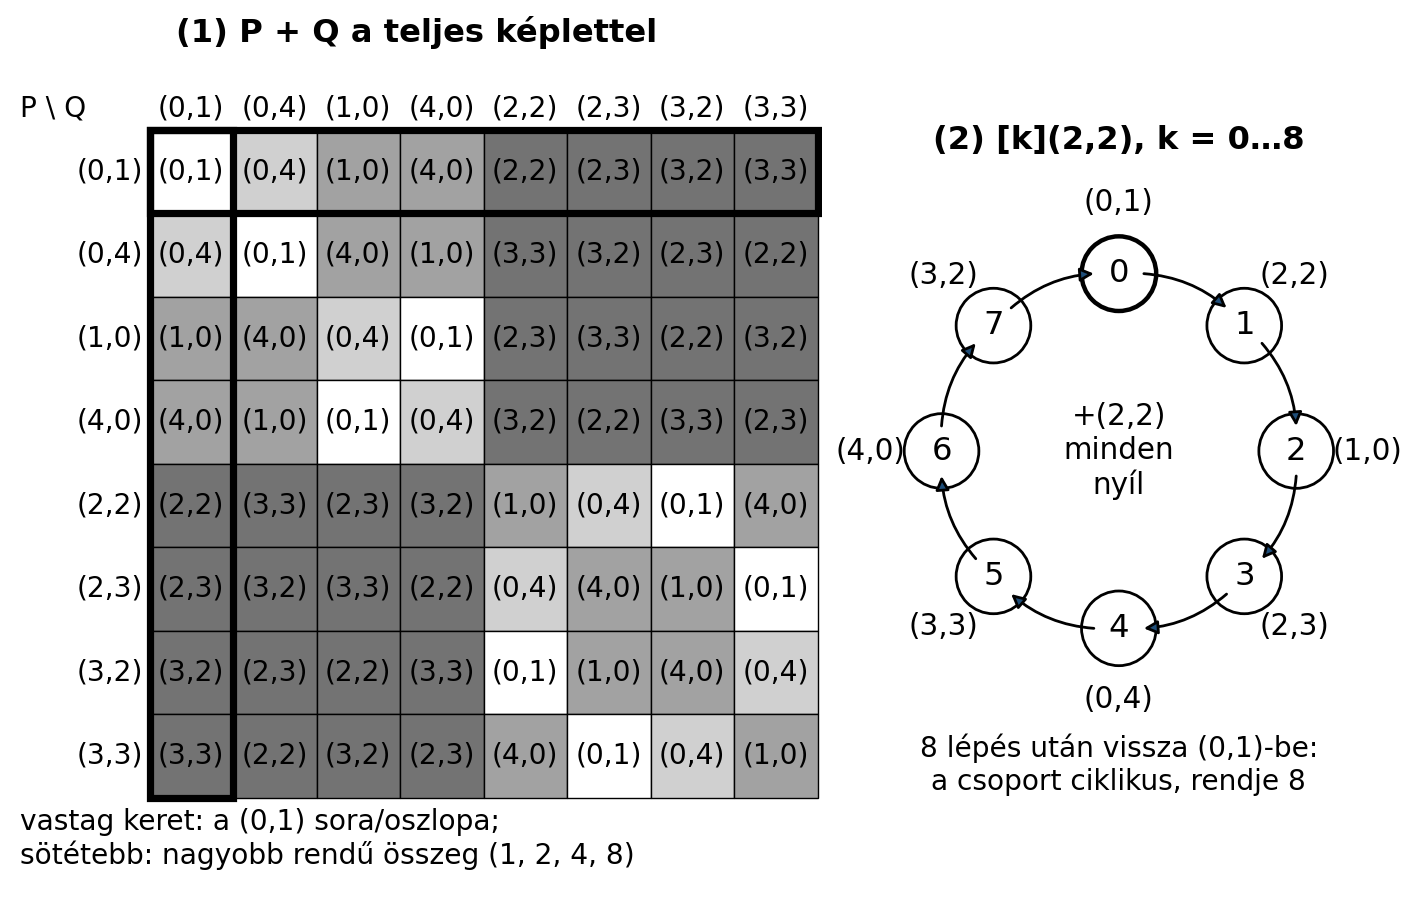 (1) P + Q a teljes képlettel
P \ Q (0,1) (0,4) (1,0) (4,0) (2,2) (2,3) (3,2) (3,3)
(0,1) (0,1) (0,4) (1,0) (4,0) (2,2) (2,3) (3,2) (3,3)
(0,4) (0,4) (0,1) (4,0) (1,0) (3,3) (3,2) (2,3) (2,2)
(1,0) (1,0) (4,0) (0,4) (0,1) (2,3) (3,3) (2,2) (3,2)
(4,0) (4,0) (1,0) (0,1) (0,4) (3,2) (2,2) (3,3) (2,3)
(2,2) (2,2) (3,3) (2,3) (3,2) (1,0) (0,4) (0,1) (4,0)
(2,3) (2,3) (3,2) (3,3) (2,2) (0,4) (4,0) (1,0) (0,1)
(3,2) (3,2) (2,3) (2,2) (3,3) (0,1) (1,0) (4,0) (0,4)
(3,3) (3,3) (2,2) (3,2) (2,3) (4,0) (0,1) (0,4) (1,0)
vastag keret: a (0,1) sora/oszlopa;
sötétebb: nagyobb rendű összeg (1, 2, 4, 8)
(2) [k](2,2), k = 0…8
(0,1)
0
(3,2) (2,2)
7 1
+(2,2)
minden
nyíl
(4,0) 6 2 (1,0)
5 3
(3,3) (2,3)
4
(0,4)
8 lépés után vissza (0,1)-be:
a csoport ciklikus, rendje 8